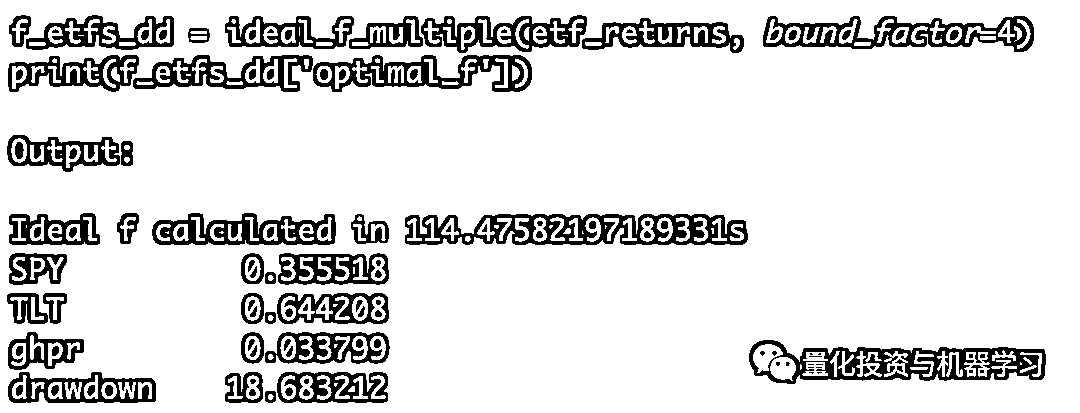 f_etfs_dd = ideal_f_multiple(etf_returns, bound_factor=4)
print(f_etfs_dd['optimal_f'])
Output:
Ideal f calculated in 114.47582197189331s
SPY 0.355518
TLT 0.644208
ghpr 0.033799
drawdown 18.683212
量化投资与机器学习